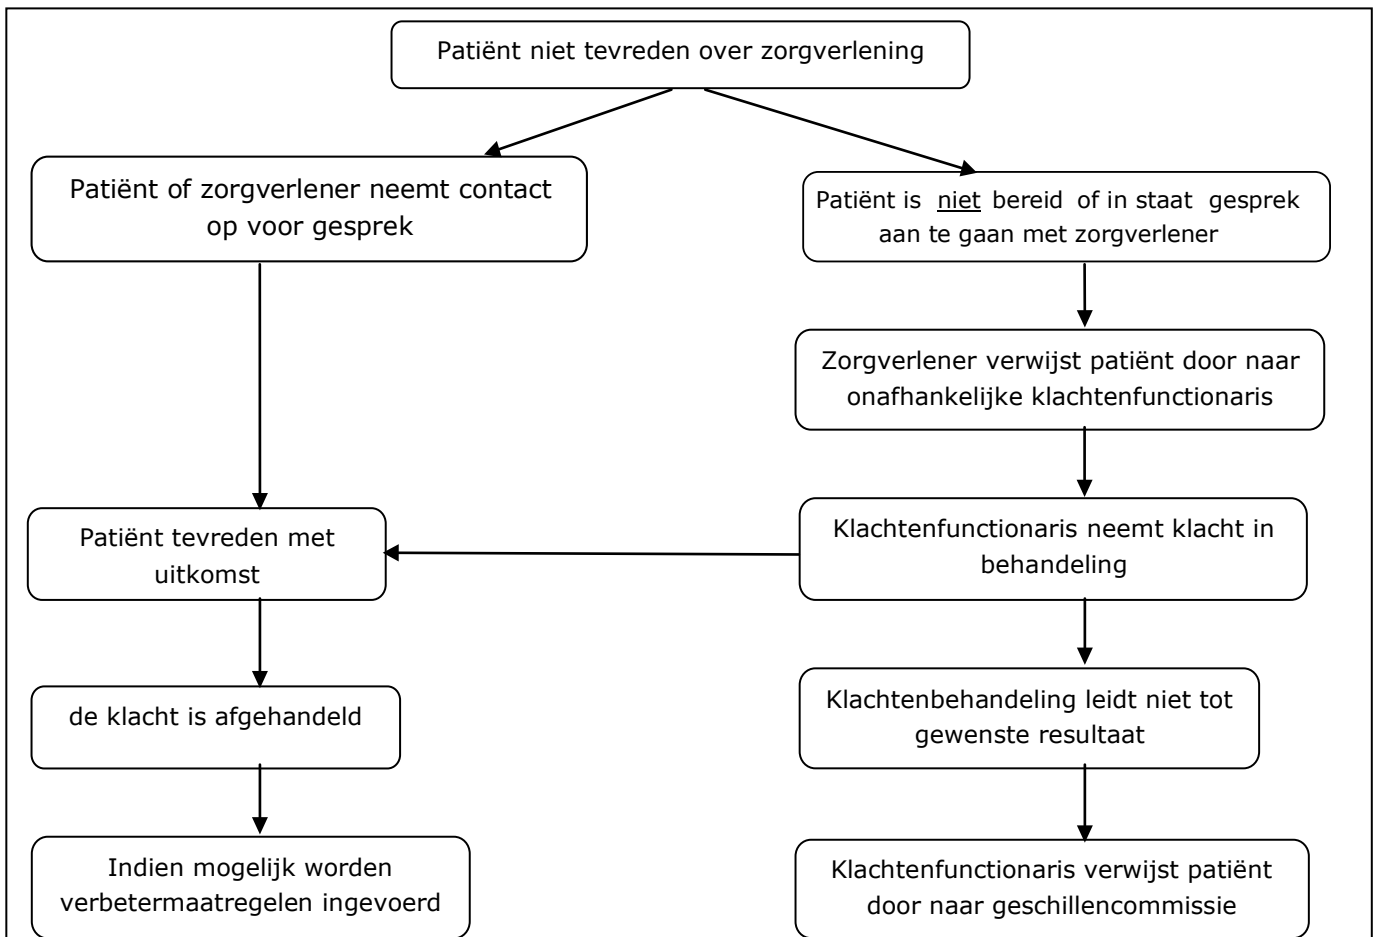 Patiënt niet tevreden over zorgverlening
Patiënt of zorgverlener neemt contact
op voor gesprek
Patiënt is niet bereid of in staat gesprek
aan te gaan met zorgverlener
Zorgverlener verwijst patiënt door naar
onafhankelijke klachtenfunctionaris
Patiënt tevreden met
uitkomst
Klachtenfunctionaris neemt klacht in
behandeling
de klacht is afgehandeld
Klachtenbehandeling leidt niet tot
gewenste resultaat
Indien mogelijk worden
verbetermaatregelen ingevoerd
Klachtenfunctionaris verwijst patiënt
door naar geschillencommissie